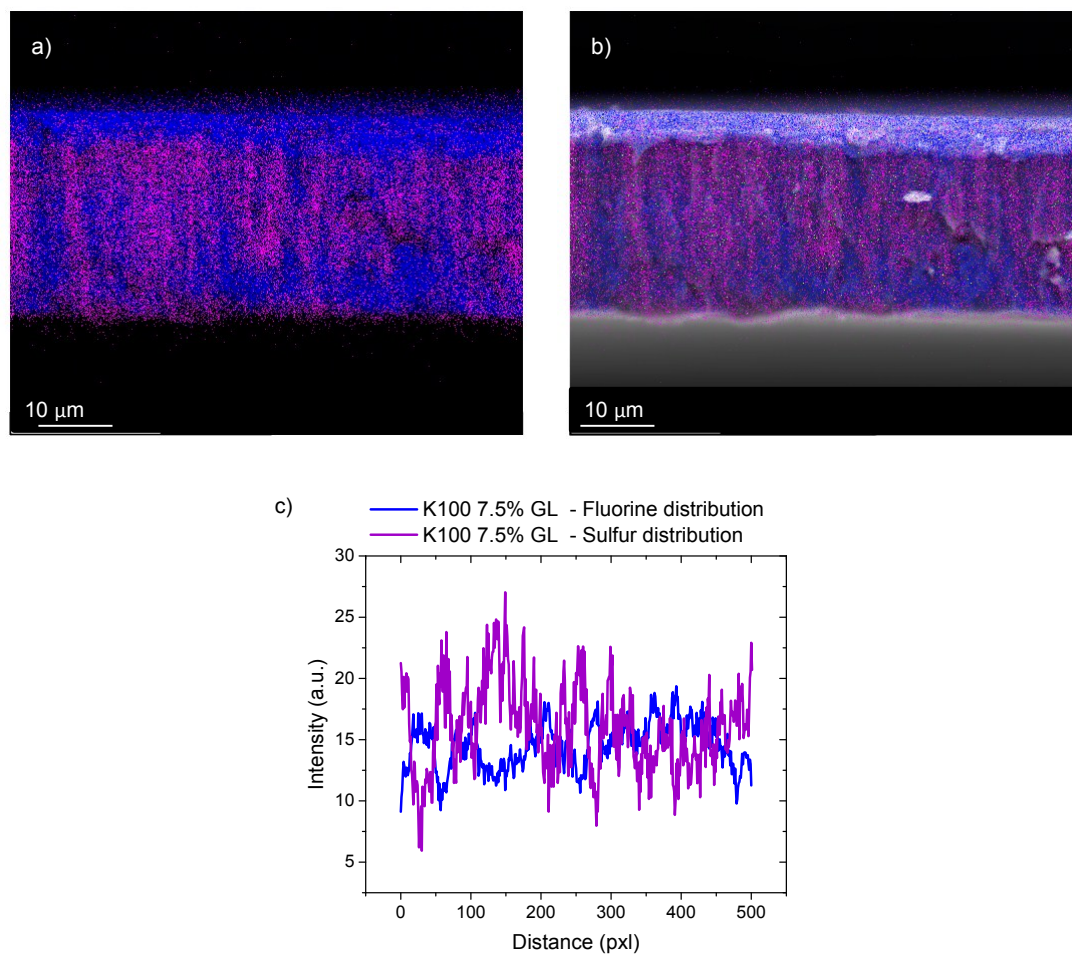 a)
b)
10 μm
10 μm
c)
K100 7.5% GL - Fluorine distribution
K100 7.5% GL - Sulfur distribution
30
25
20
15
10
5
Intensity (a.u.)
0 100 200 300 400 500
Distance (pxl)